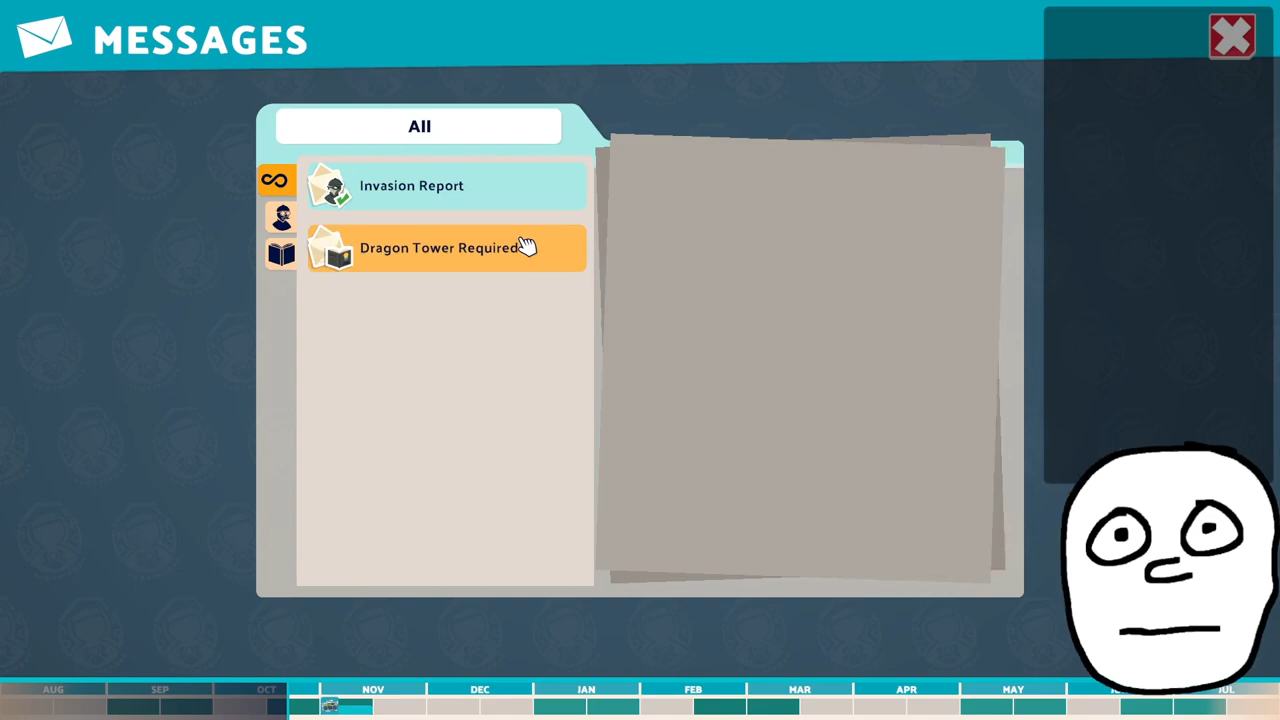 MESSAGES
All
Invasion Report
Dragon Tower Required
AUG SEP OCT NOV DEC JAN FEB MAR APR MAY JUL